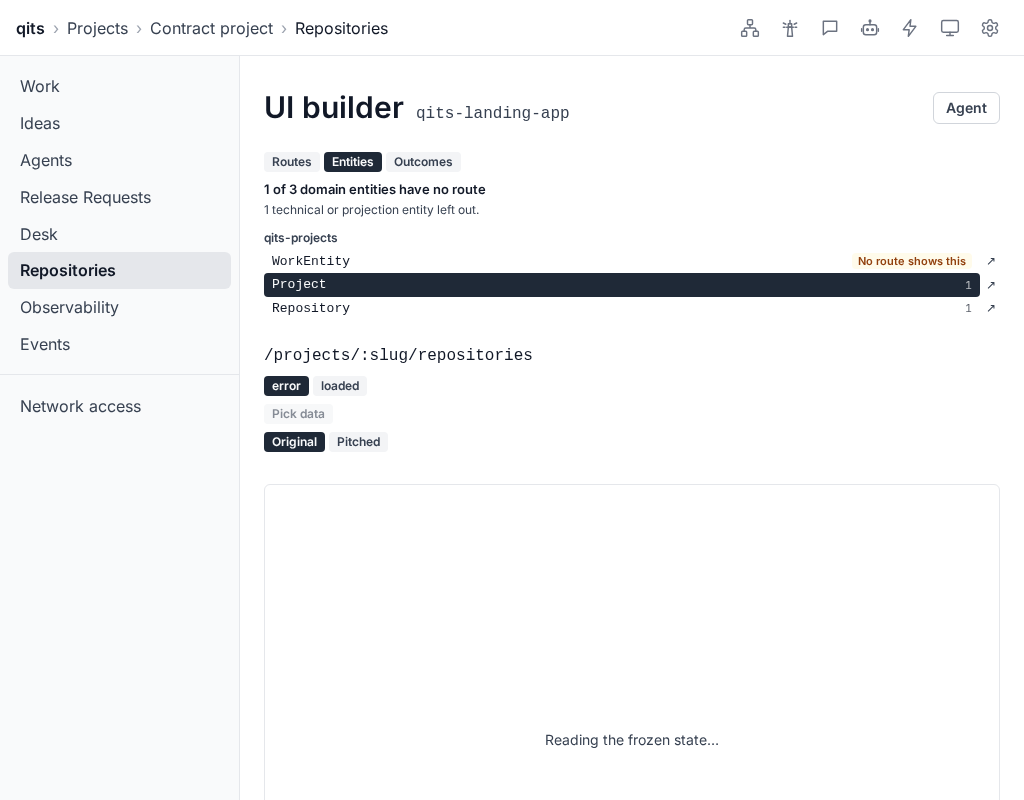 qits › Projects › Contract project › Repositories
Work
Ideas
Agents
Release Requests
Desk
Repositories
Observability
Events
Network access
UI builder qits-landing-app
Agent
Routes Entities Outcomes
1 of 3 domain entities have no route
1 technical or projection entity left out.
qits-projects
WorkEntity No route shows this ↗
Project 1 ↗
Repository 1 ↗
/projects/:slug/repositories
error loaded
Pick data
Original Pitched
Reading the frozen state…